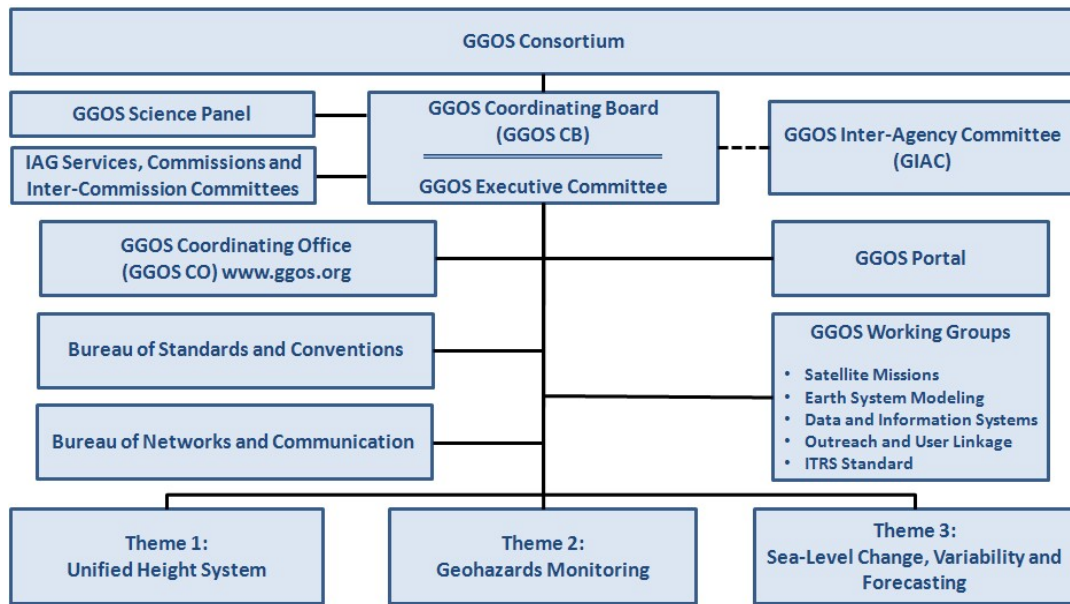 GGOS Consortium
GGOS Science Panel
IAG Services, Commissions and
Inter-Commission Committees
GGOS Coordinating Board
(GGOS CB)
GGOS Executive Committee
GGOS Inter-Agency Committee
(GIAC)
GGOS Coordinating Office
(GGOS CO) www.ggos.org
GGOS Portal
Bureau of Standards and Conventions
Bureau of Networks and Communication
GGOS Working Groups
• Satellite Missions
• Earth System Modeling
• Data and Information Systems
• Outreach and User Linkage
• ITRS Standard
Theme 1:
Unified Height System
Theme 2:
Geohazards Monitoring
Theme 3:
Sea-Level Change, Variability and
Forecasting